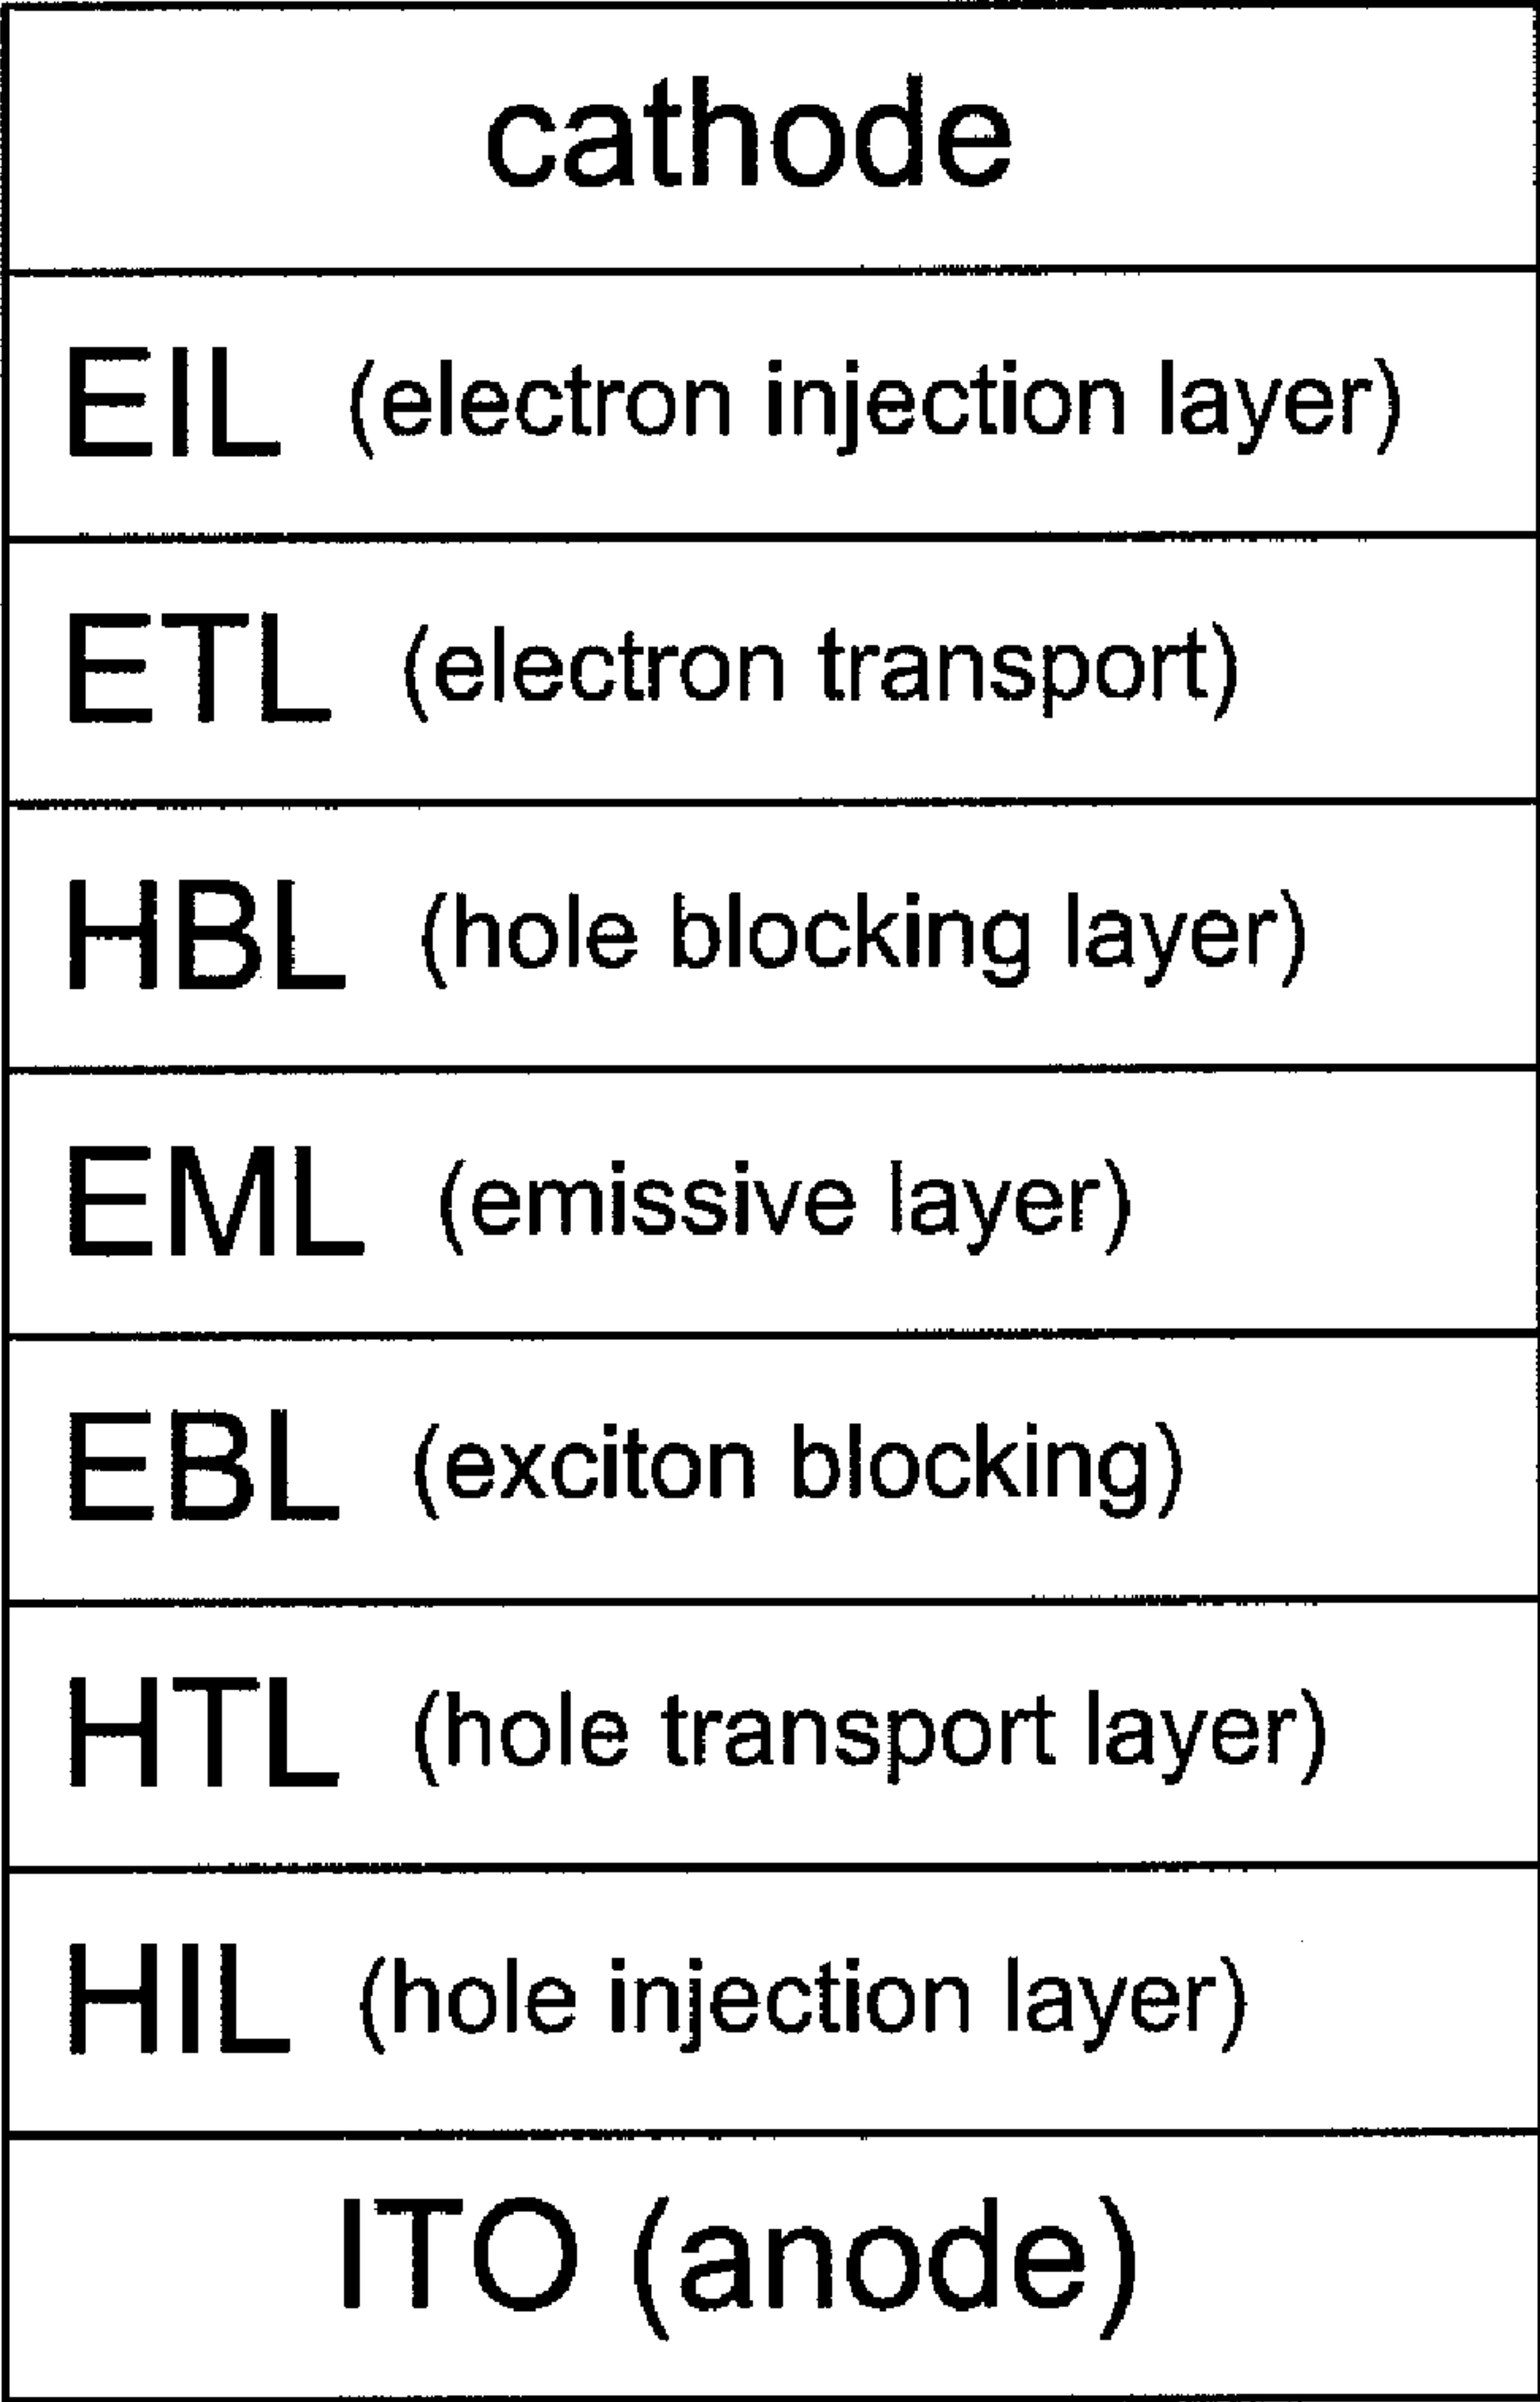 cathode
EIL (electron injection layer)
ETL (electron transport)
HBL (hole blocking layer)
EML (emissive layer)
EBL (exciton blocking)
HTL (hole transport layer)
HIL (hole injection layer)
ITO (anode)